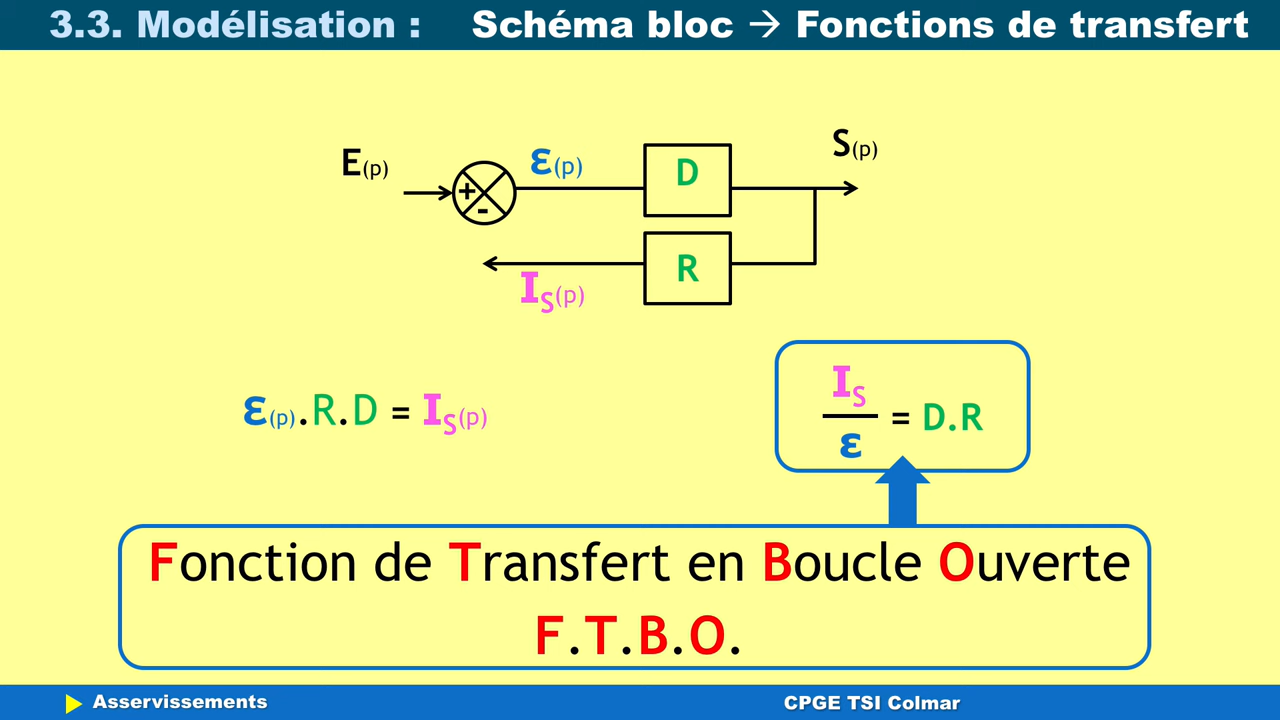 3.3. Modélisation : Schéma bloc → Fonctions de transfert
E(p)
ε(p)
D
S(p)
+
-
R
IS(p)
ε(p).R.D = IS(p)
IS
ε
= D.R
Fonction de Transfert en Boucle Ouverte
F.T.B.O.
Asservissements
CPGE TSI Colmar